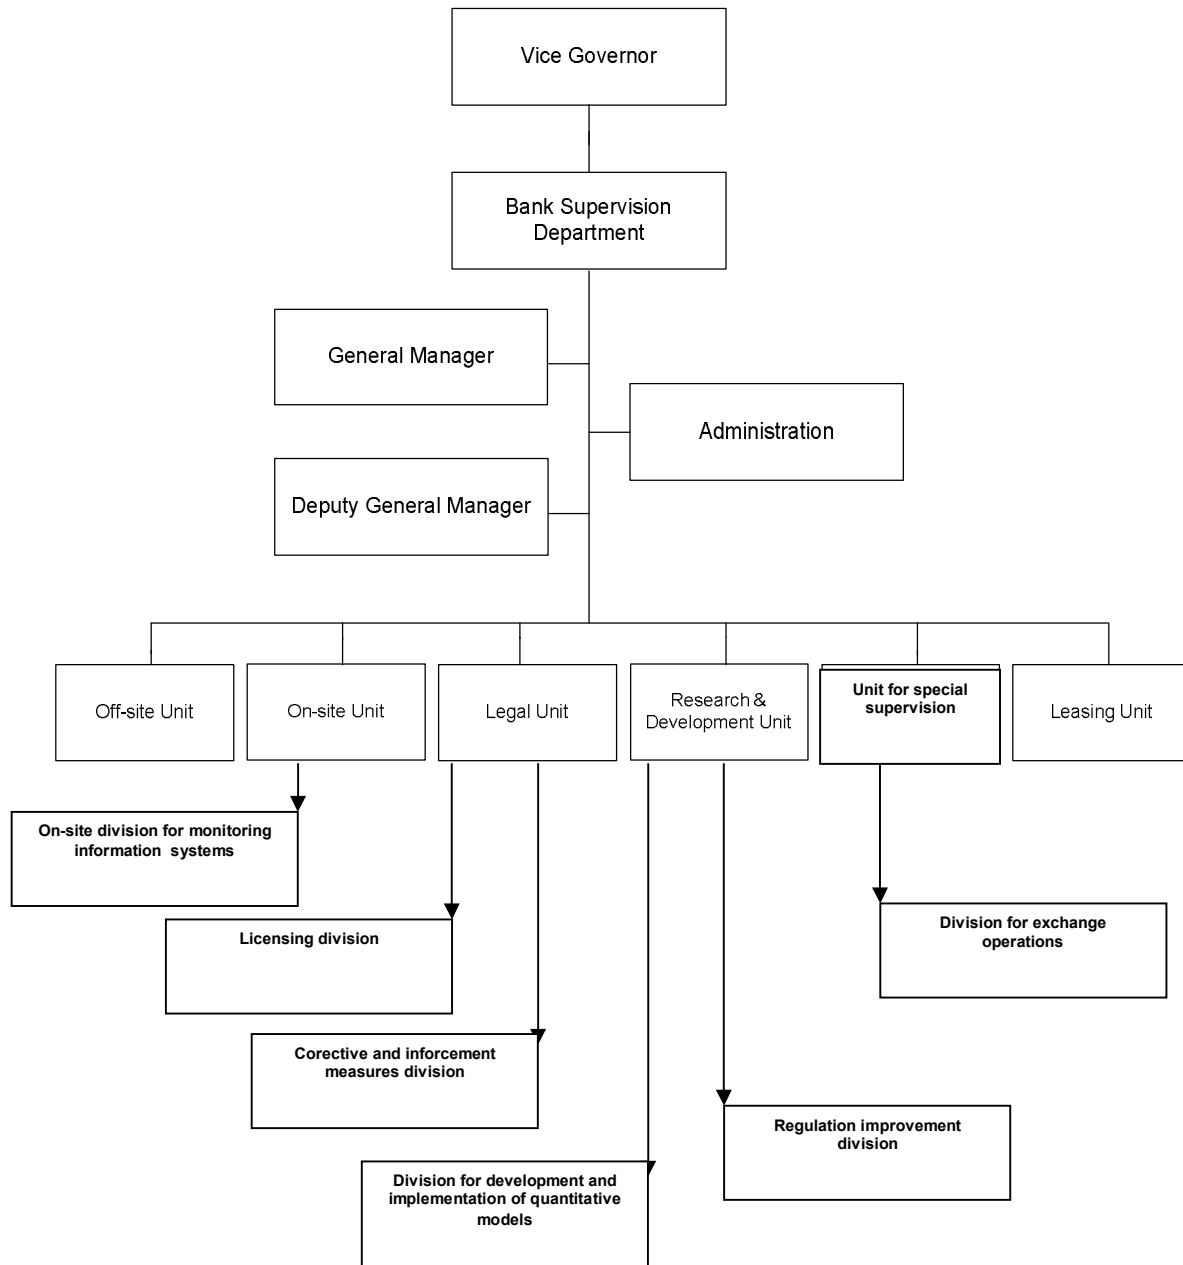 Vice Governor
Bank Supervision
Department
General Manager
Administration
Deputy General Manager
Off-site Unit
On-site Unit
Legal Unit
Research &
Development Unit
Unit for special
supervision
Leasing Unit
On-site division for monitoring
information systems
Licensing division
Division for exchange
operations
Corective and inforcement
measures division
Regulation improvement
division
Division for development and
implementation of quantitative
models